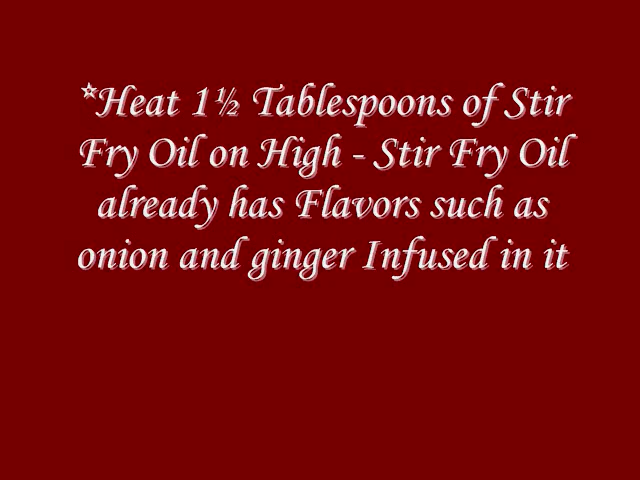 *Heat 1½ Tablespoons of Stir
Fry Oil on High - Stir Fry Oil
already has Flavors such as
onion and ginger Infused in it